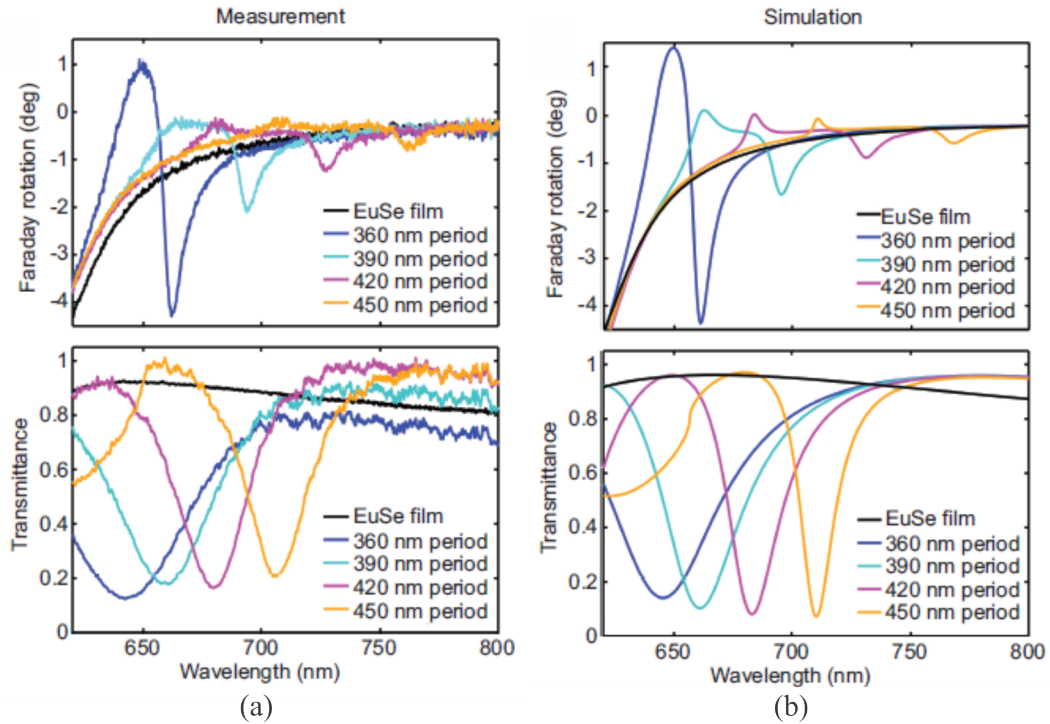 Measurement
Faraday rotation (deg)
1
0
-1
-2
-3
-4
EuSe film
360 nm period
390 nm period
420 nm period
450 nm period
Transmittance
1
0.8
0.6
0.4
0.2
0
EuSe film
360 nm period
390 nm period
420 nm period
450 nm period
650 700 750 800
Wavelength (nm)
(a)
Simulation
Faraday rotation (deg)
1
0
-1
-2
-3
-4
EuSe film
360 nm period
390 nm period
420 nm period
450 nm period
Transmittance
1
0.8
0.6
0.4
0.2
0
EuSe film
360 nm period
390 nm period
420 nm period
450 nm period
650 700 750 800
Wavelength (nm)
(b)